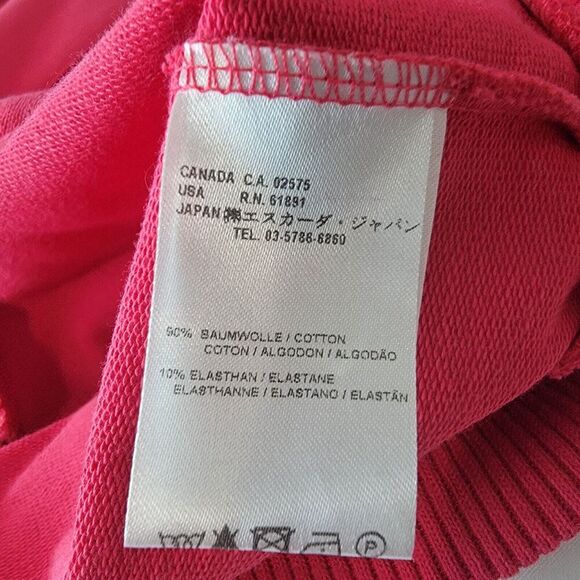 CANADA C.A. 02575
USA R.N. 61891
JAPAN ㈱エスカーダ・ジャパン
TEL. 03-5786-6860
90% BAUMWOLLE / COTTON
COTON / ALGODON / ALGODÃO
10% ELASTHAN / ELASTANE
ELASTHANNE / ELASTANO / ELASTÄN
P